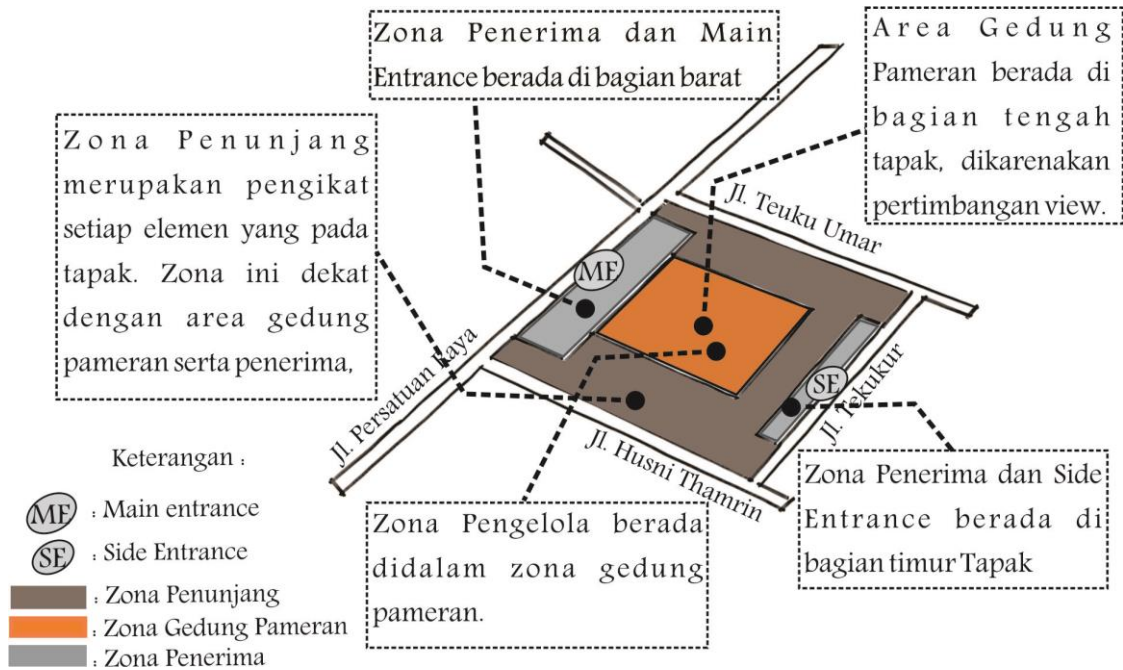 Zona Penerima dan Main
Entrance berada di bagian barat
Area Gedung
Pameran berada di
bagian tengah
tapak, dikarenakan
pertimbangan view.
Zona Penunjang
merupakan pengikat
setiap elemen yang pada
tapak. Zona ini dekat
dengan area gedung
pameran serta penerima,
Jl. Teuku Umar
ME
Jl. Persatuan Raya
SE
Jl. Tekukur
Jl. Husni Thamrin
Zona Penerima dan Side
Entrance berada di
bagian timur Tapak
Zona Pengelola berada
didalam zona gedung
pameran.
Keterangan :
ME : Main entrance
SE : Side Entrance
: Zona Penunjang
: Zona Gedung Pameran
: Zona Penerima